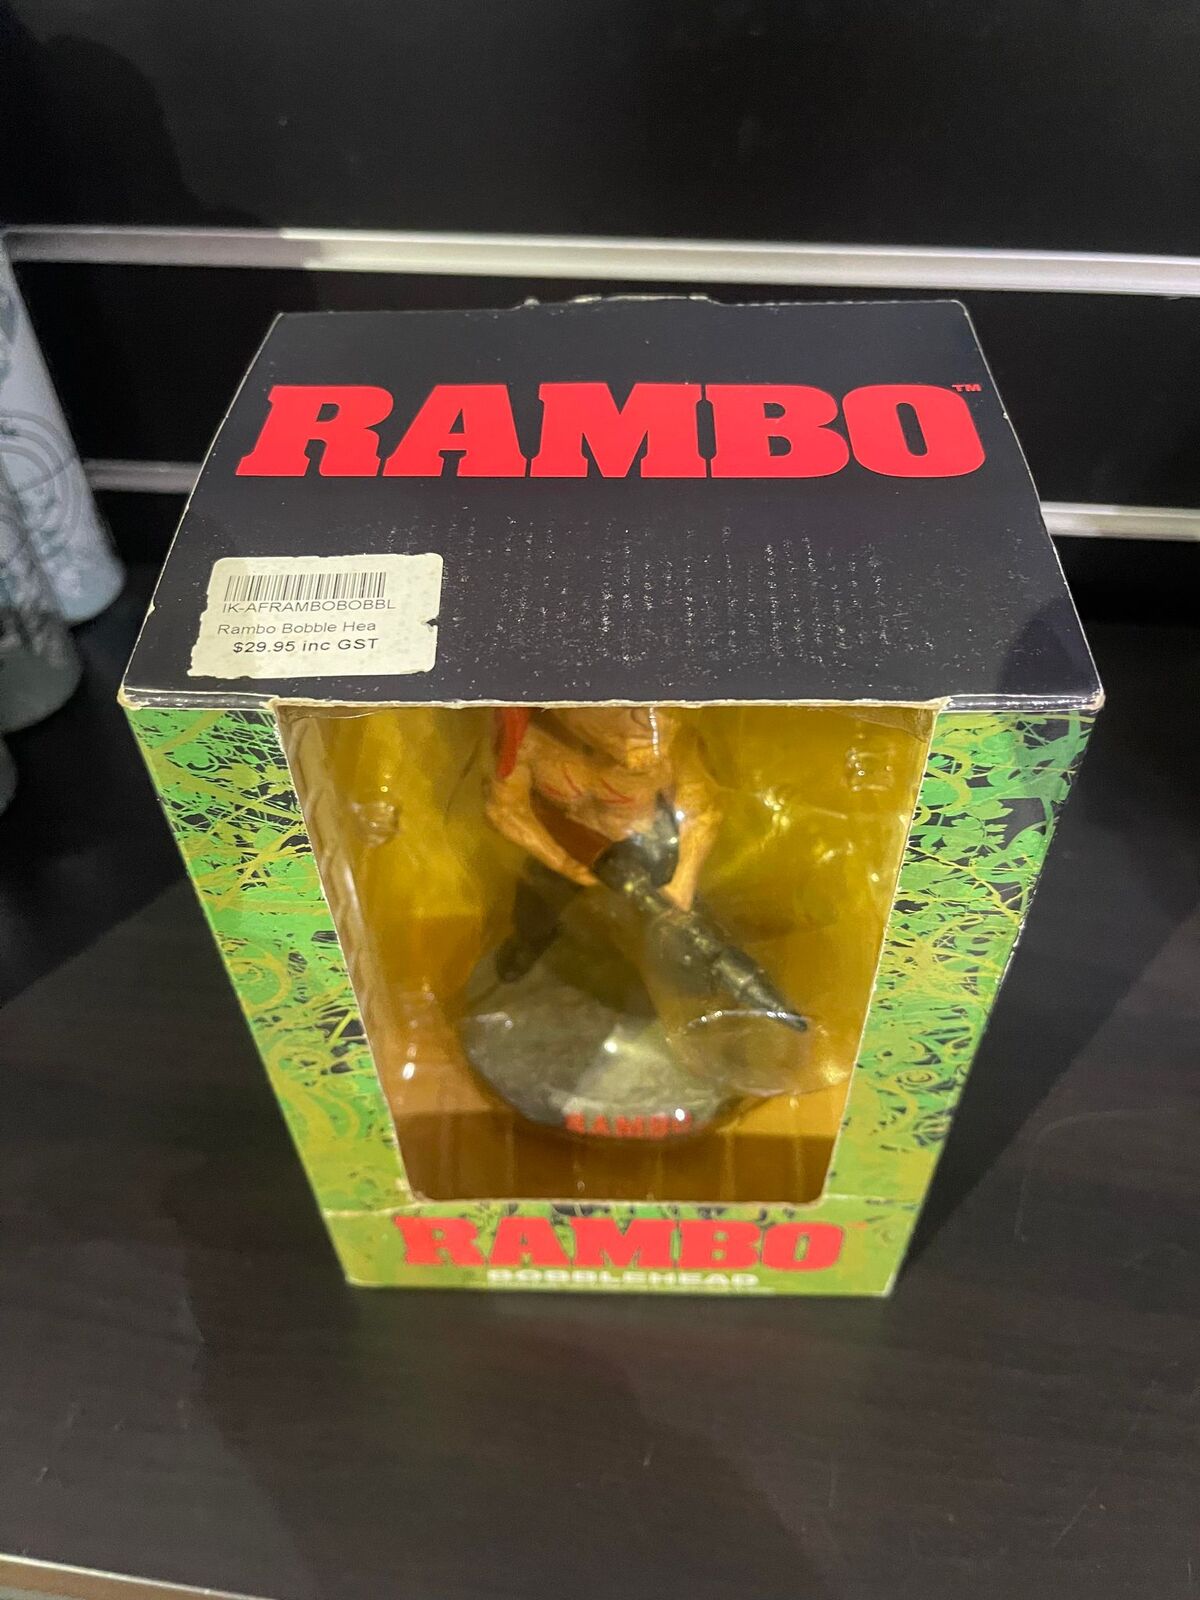 RAMBO™
IK-AFRAMBOBOBBL
Rambo Bobble Hea
$29.95 inc GST
RAMBO
RAMBO
BOBBLEHEAD